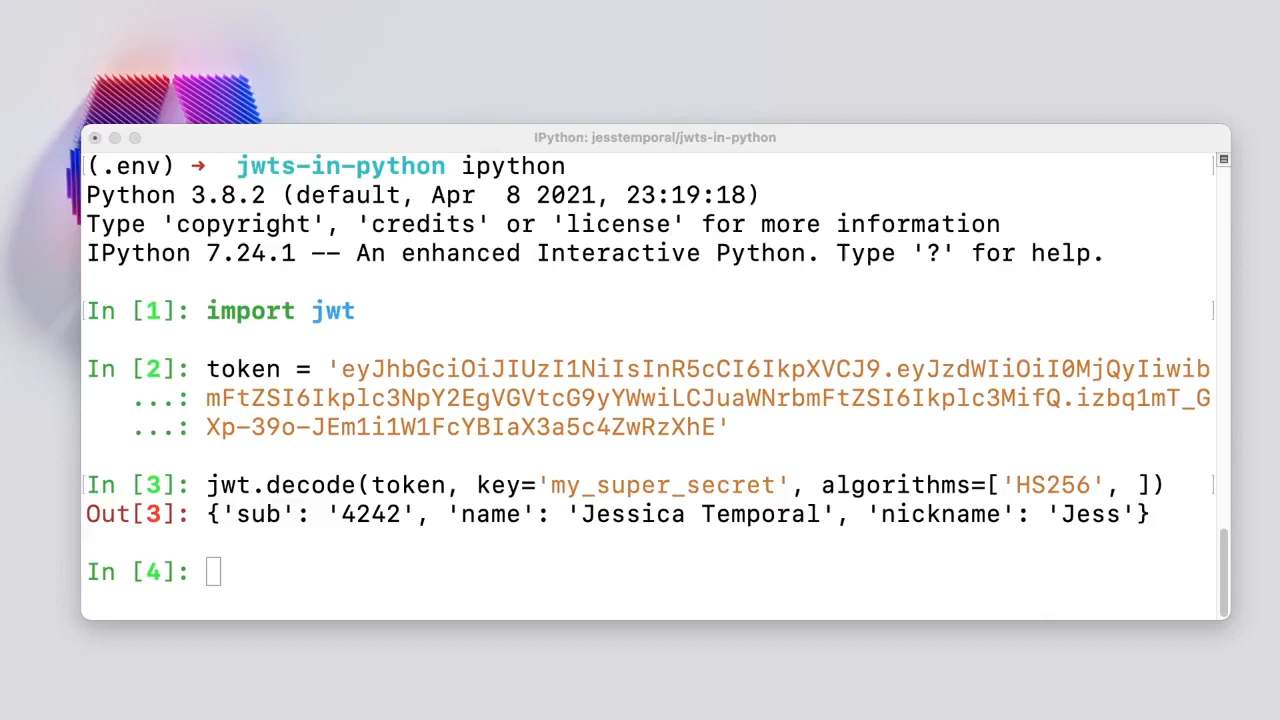 IPython: jesstemporal/jwts-in-python
(.env) → jwts-in-python ipython
Python 3.8.2 (default, Apr  8 2021, 23:19:18)
Type 'copyright', 'credits' or 'license' for more information
IPython 7.24.1 -- An enhanced Interactive Python. Type '?' for help.
In [1]: import jwt
In [2]: token = 'eyJhbGciOiJIUzI1NiIsInR5cCI6IkpXVCJ9.eyJzdWIiOiI0MjQyIiwib
...: mFtZSI6Ikplc3NpY2EgVGVtcG9yYWwiLCJuaWNrbmFtZSI6Ikplc3MifQ.izbq1mT_G
...: Xp-39o-JEm1i1W1FcYBIaX3a5c4ZwRzXhE'
In [3]: jwt.decode(token, key='my_super_secret', algorithms=['HS256', ])
Out[3]: {'sub': '4242', 'name': 'Jessica Temporal', 'nickname': 'Jess'}
In [4]: